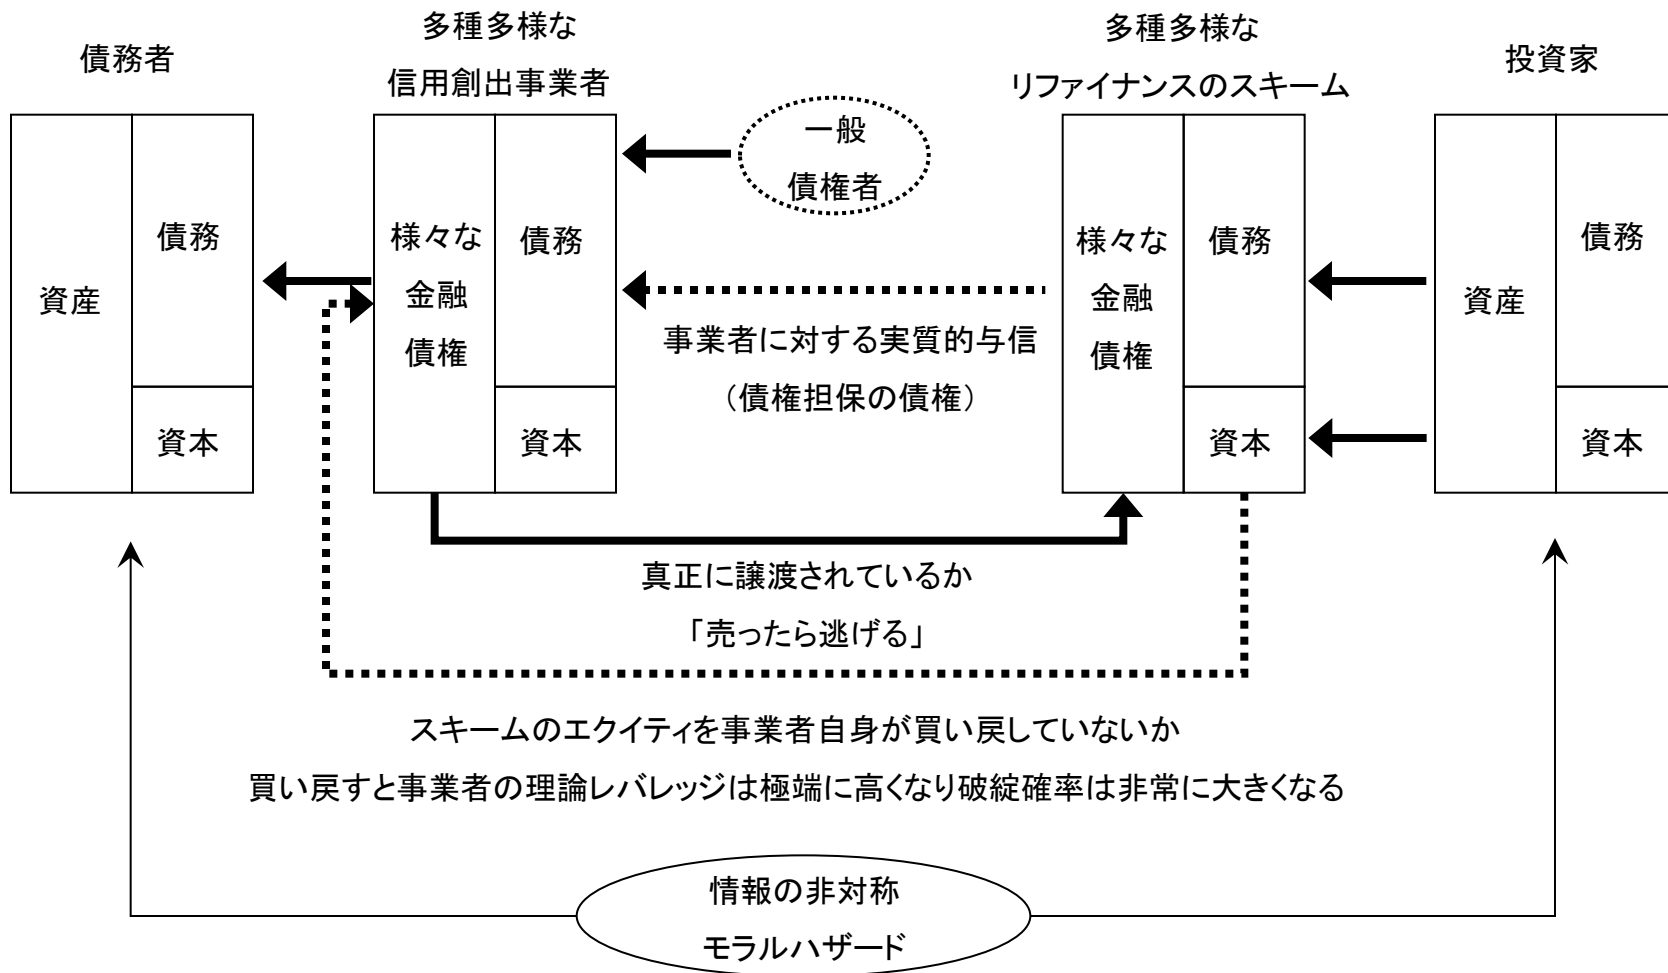 債務者
多種多様な
信用創出事業者
多種多様な
リファイナンスのスキーム
投資家
資産
債務
資本
様々な
金融
債権
債務
資本
一般
債権者
事業者に対する実質的与信
（債権担保の債権）
様々な
金融
債権
債務
資本
資産
債務
資本
真正に譲渡されているか
「売ったら逃げる」
スキームのエクイティを事業者自身が買い戻していないか
買い戻すと事業者の理論レバレッジは極端に高くなり破綻確率は非常に大きくなる
情報の非対称
モラルハザード